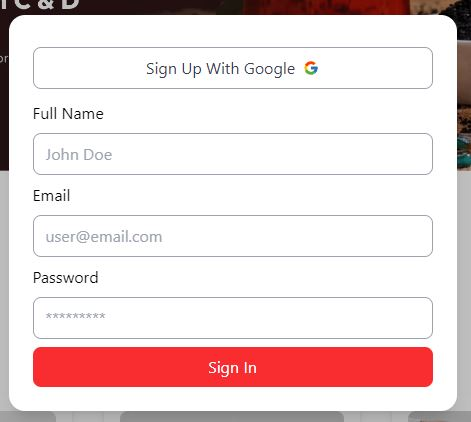 Sign Up With Google
Full Name
John Doe
Email
user@email.com
Password
*********
Sign In